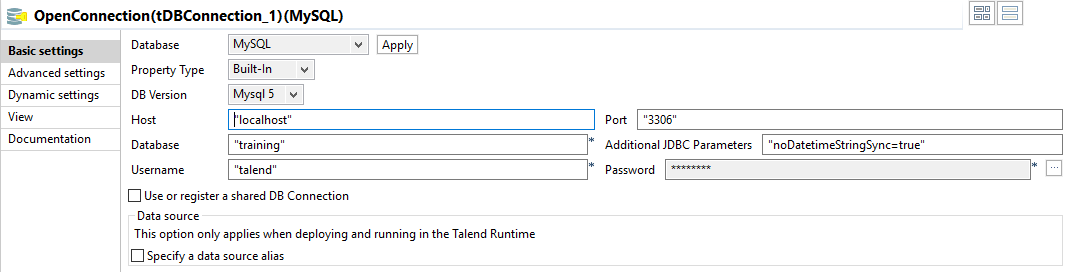 OpenConnection(tDBConnection_1)(MySQL)
Basic settings
Advanced settings
Dynamic settings
View
Documentation
Database MySQL Apply
Property Type Built-In
DB Version Mysql 5
Host "localhost" Port "3306"
Database "training" * Additional JDBC Parameters "noDatetimeStringSync=true"
Username "talend" * Password ******** * ...
Use or register a shared DB Connection
Data source
This option only applies when deploying and running in the Talend Runtime
Specify a data source alias